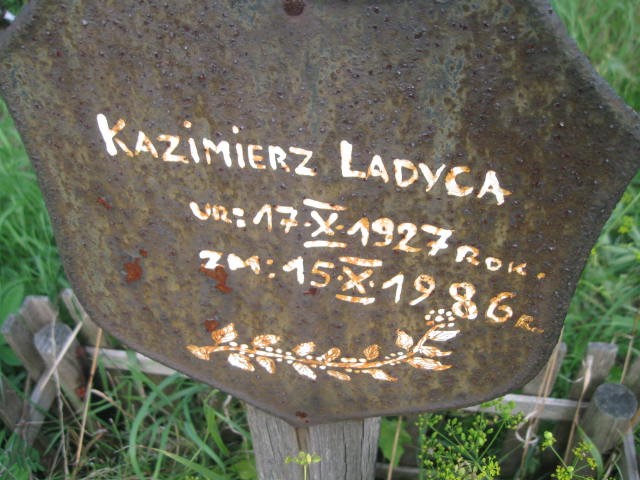 KAZIMIERZ LADYCA
UR: 17·X·1927 ROK.
ZM: 15·X·1986 R.